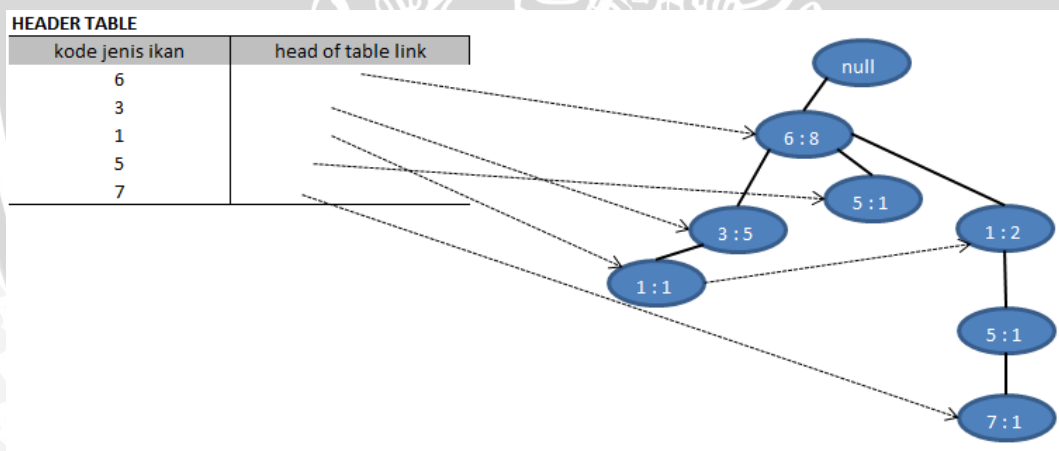 HEADER TABLE
kode jenis ikan head of table link
6
3
1
5
7
null
6 : 8
5 : 1
3 : 5
1 : 2
1 : 1
5 : 1
7 : 1